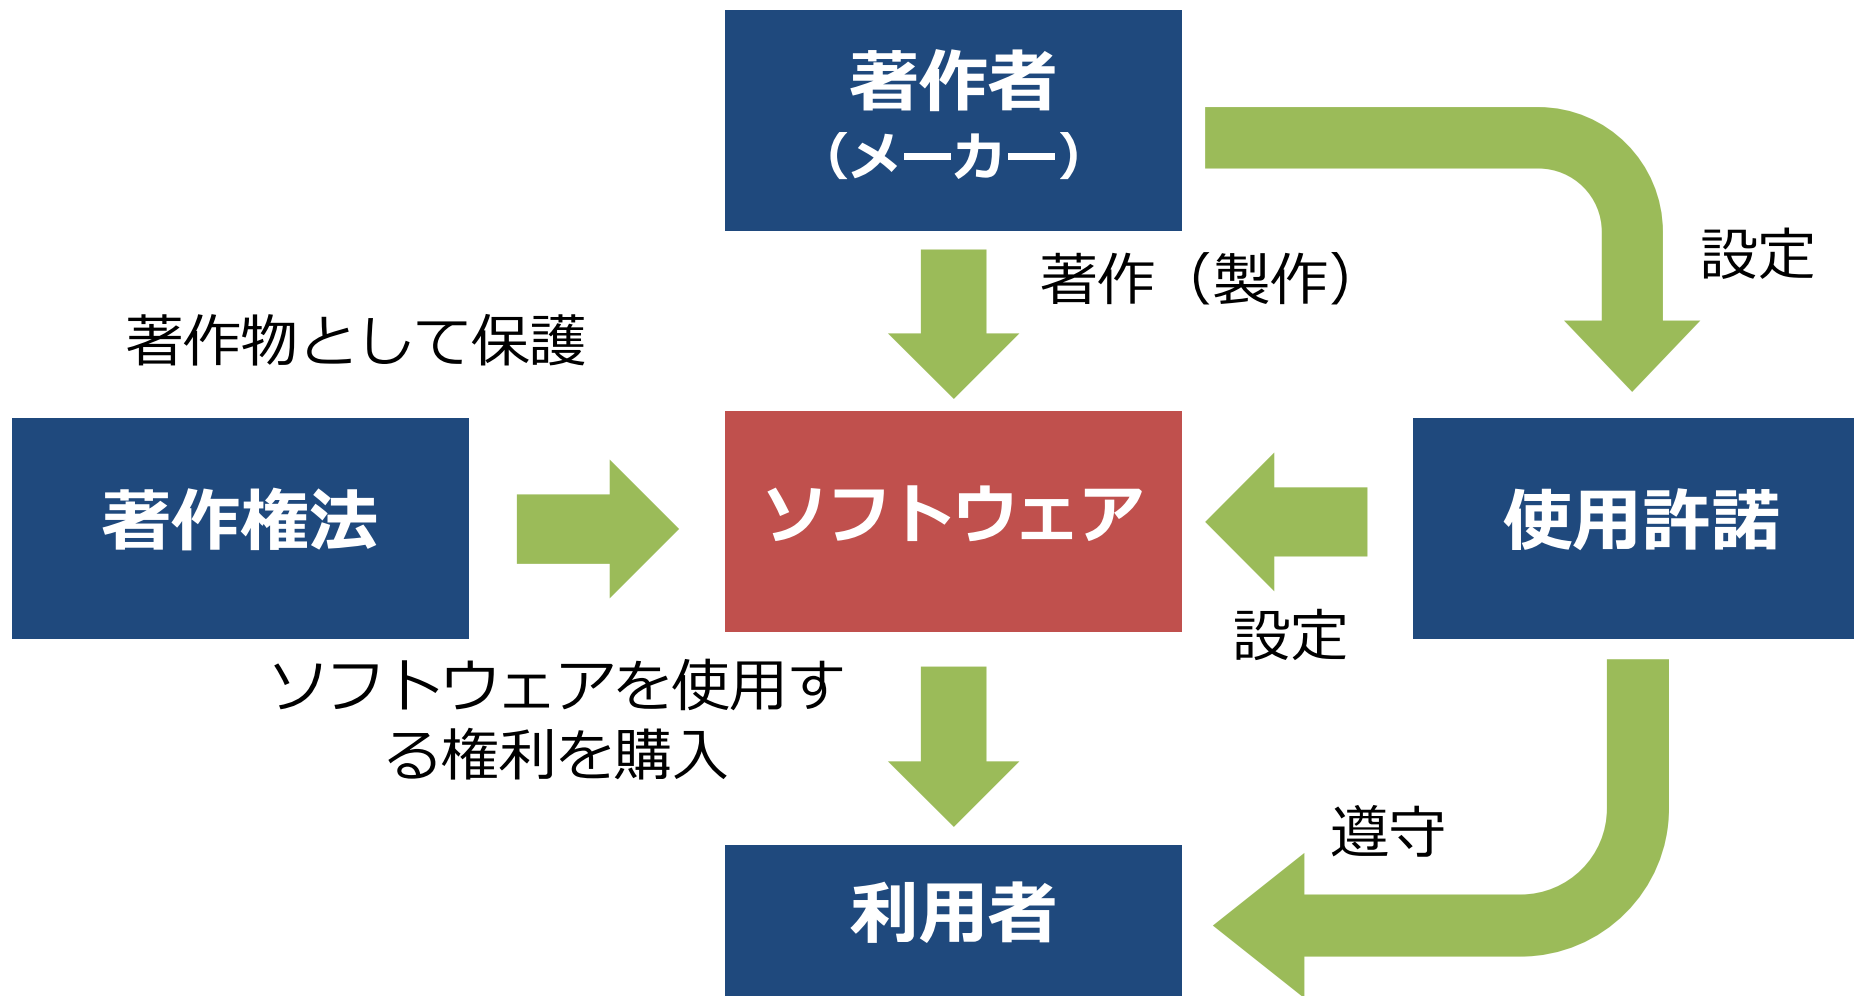 著作者
（メーカー）
著作（製作）
設定
著作物として保護
著作権法
ソフトウェア
使用許諾
設定
ソフトウェアを使用す
る権利を購入
遵守
利用者